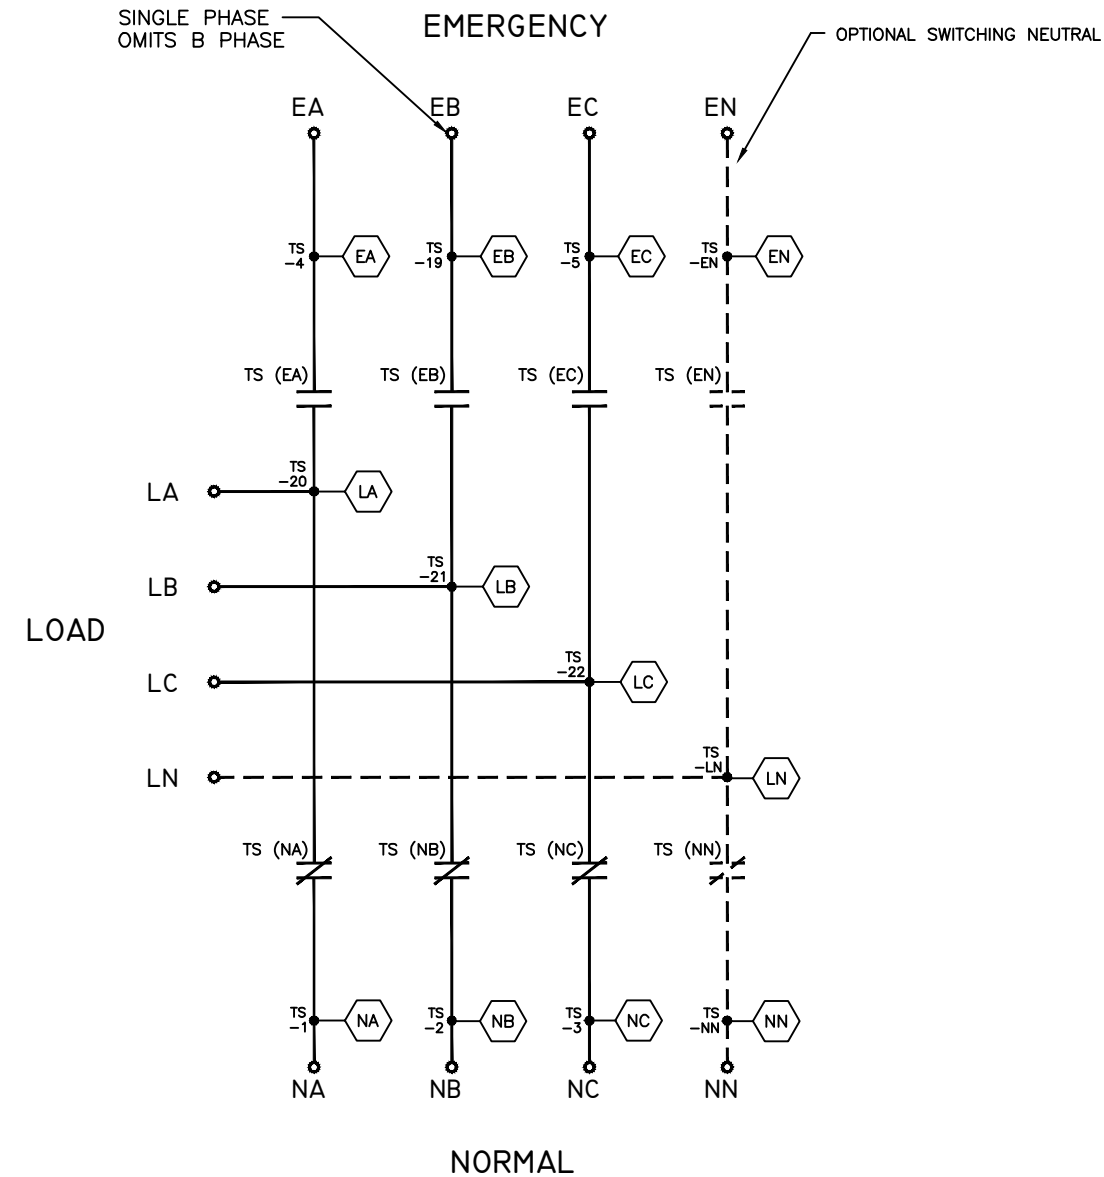 SINGLE PHASE
OMITS B PHASE
EMERGENCY
OPTIONAL SWITCHING NEUTRAL
EA
EB
EC
EN
TS
-4
EA
TS
-19
EB
TS
-5
EC
TS
-EN
EN
TS (EA)
TS (EB)
TS (EC)
TS (EN)
LA
TS
-20
LA
LB
TS
-21
LB
LOAD
LC
TS
-22
LC
LN
TS
-LN
LN
TS (NA)
TS (NB)
TS (NC)
TS (NN)
TS
-1
NA
TS
-2
NB
TS
-3
NC
TS
-NN
NN
NA
NB
NC
NN
NORMAL